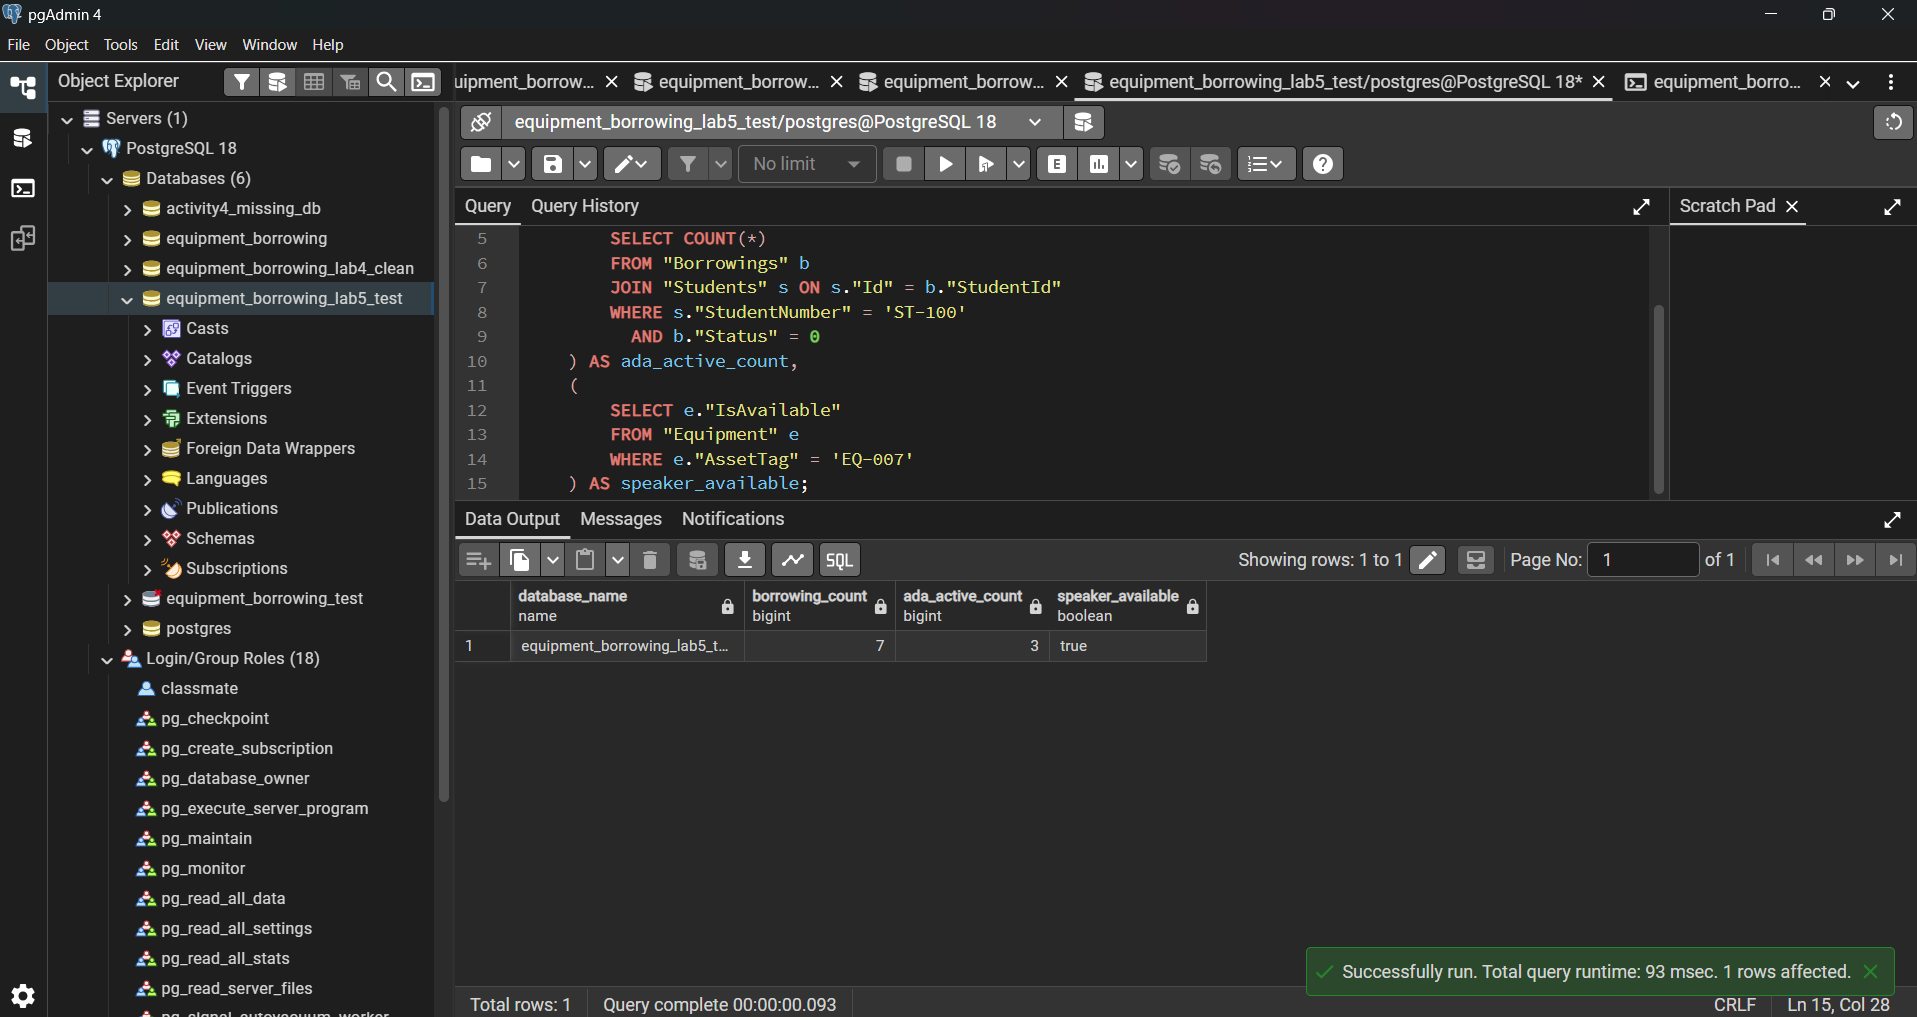 pgAdmin 4
File Object Tools Edit View Window Help
Object Explorer
uipment_borrow...
equipment_borrow...
equipment_borrow...
equipment_borrowing_lab5_test/postgres@PostgreSQL 18*
equipment_borro...
Servers (1)
PostgreSQL 18
Databases (6)
activity4_missing_db
equipment_borrowing
equipment_borrowing_lab4_clean
equipment_borrowing_lab5_test
Casts
Catalogs
Event Triggers
Extensions
Foreign Data Wrappers
Languages
Publications
Schemas
Subscriptions
equipment_borrowing_test
postgres
Login/Group Roles (18)
classmate
pg_checkpoint
pg_create_subscription
pg_database_owner
pg_execute_server_program
pg_maintain
pg_monitor
pg_read_all_data
pg_read_all_settings
pg_read_all_stats
pg_read_server_files
equipment_borrowing_lab5_test/postgres@PostgreSQL 18
No limit
E
Query Query History
Scratch Pad
5 SELECT COUNT(*)
6 FROM "Borrowings" b
7 JOIN "Students" s ON s."Id" = b."StudentId"
8 WHERE s."StudentNumber" = 'ST-100'
9 AND b."Status" = 0
10 ) AS ada_active_count,
11 (
12 SELECT e."IsAvailable"
13 FROM "Equipment" e
14 WHERE e."AssetTag" = 'EQ-007'
15 ) AS speaker_available;
Data Output Messages Notifications
SQL
Showing rows: 1 to 1
Page No: 1 of 1
database_name borrowing_count ada_active_count speaker_available
name bigint bigint boolean
1 equipment_borrowing_lab5_t... 7 3 true
Successfully run. Total query runtime: 93 msec. 1 rows affected.
Total rows: 1 Query complete 00:00:00.093 CRLF Ln 15, Col 28